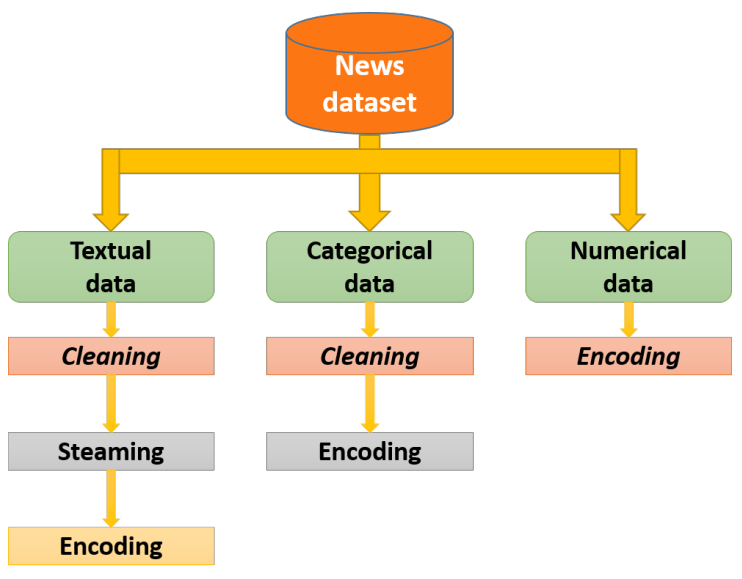 News
dataset
Textual
data
Categorical
data
Numerical
data
Cleaning
Cleaning
Encoding
Steaming
Encoding
Encoding